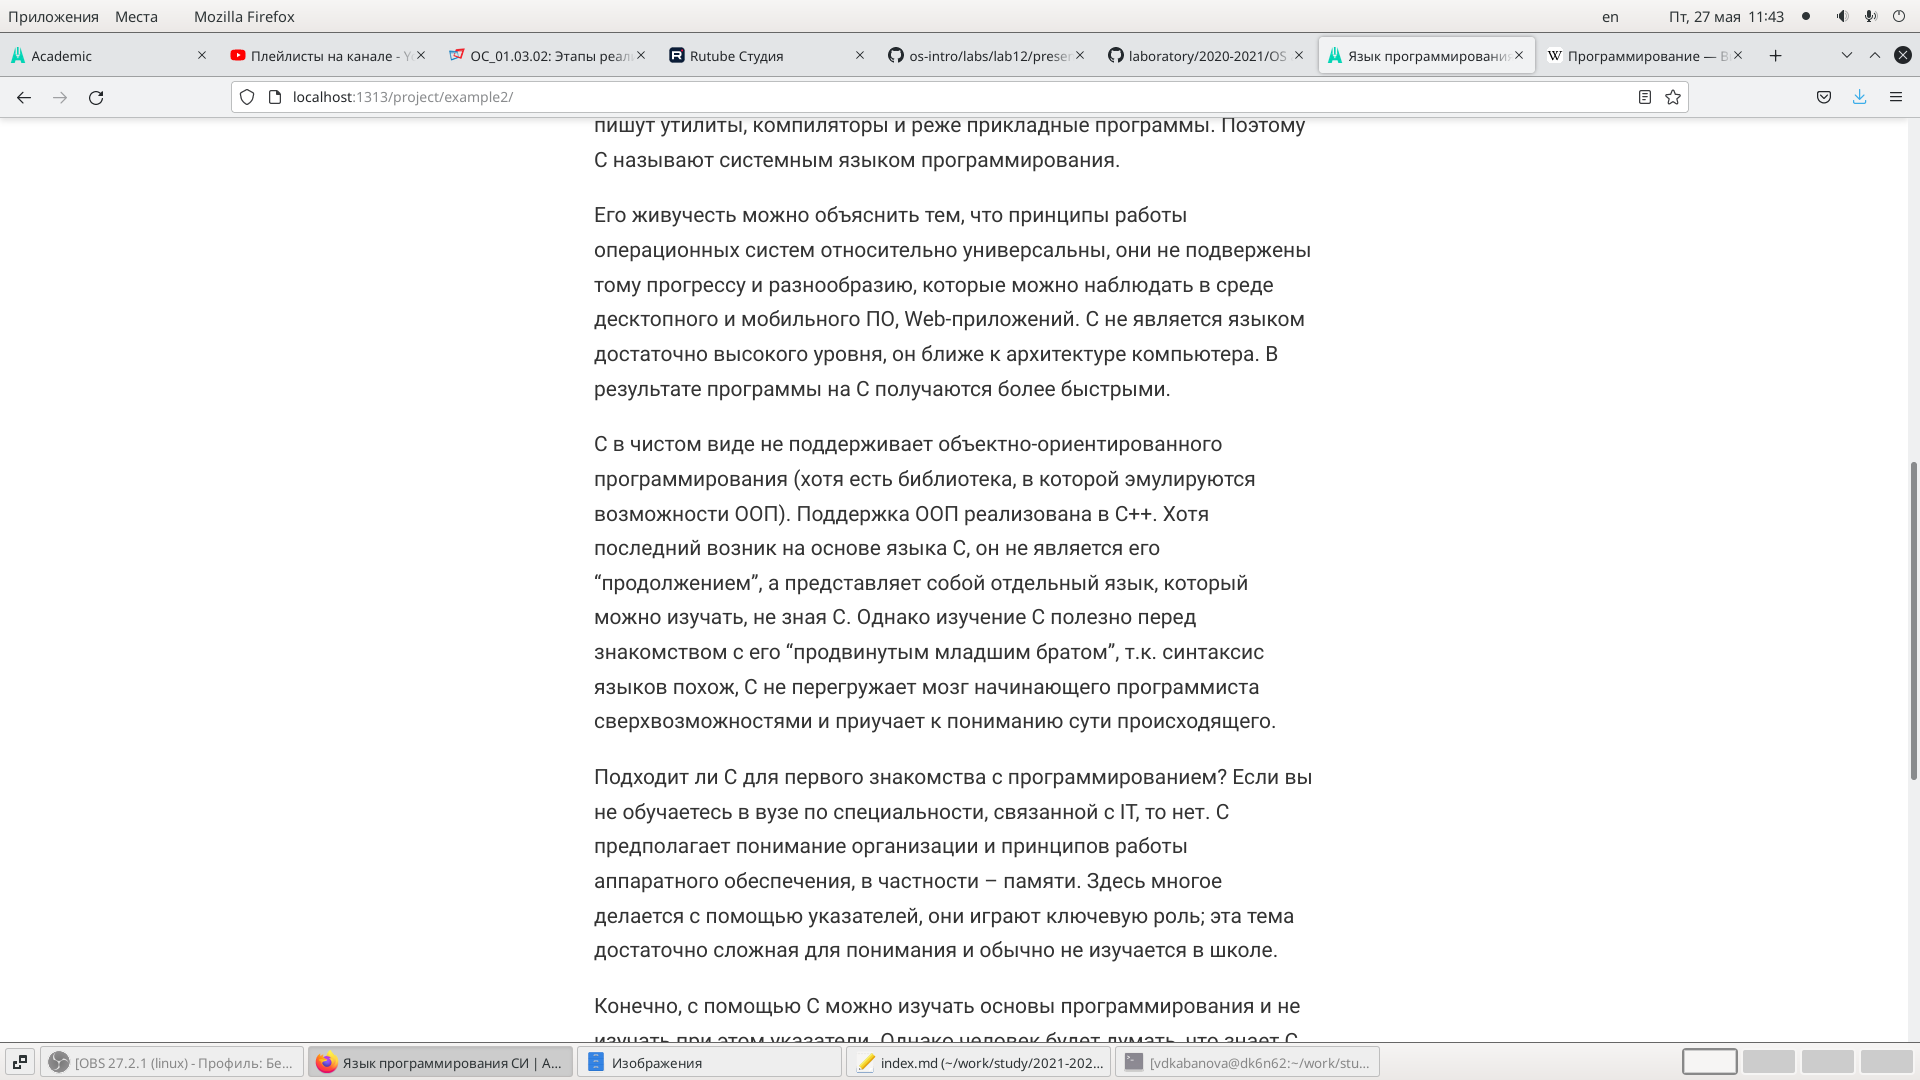 Приложения Места Mozilla Firefox en Пт, 27 мая 11:43
Academic Плейлисты на канале - ОС_01.03.02: Этапы реал Rutube Студия os-intro/labs/lab12/prese laboratory/2020-2021/OS Язык программировани Программирование —
localhost:1313/project/example2/
пишут утилиты, компиляторы и реже прикладные программы. Поэтому
С называют системным языком программирования.
Его живучесть можно объяснить тем, что принципы работы
операционных систем относительно универсальны, они не подвержены
тому прогрессу и разнообразию, которые можно наблюдать в среде
десктопного и мобильного ПО, Web-приложений. С не является языком
достаточно высокого уровня, он ближе к архитектуре компьютера. В
результате программы на С получаются более быстрыми.
С в чистом виде не поддерживает объектно-ориентированного
программирования (хотя есть библиотека, в которой эмулируются
возможности ООП). Поддержка ООП реализована в С++. Хотя
последний возник на основе языка С, он не является его
“продолжением”, а представляет собой отдельный язык, который
можно изучать, не зная С. Однако изучение С полезно перед
знакомством с его “продвинутым младшим братом”, т.к. синтаксис
языков похож, С не перегружает мозг начинающего программиста
сверхвозможностями и приучает к пониманию сути происходящего.
Подходит ли С для первого знакомства с программированием? Если вы
не обучаетесь в вузе по специальности, связанной с IT, то нет. С
предполагает понимание организации и принципов работы
аппаратного обеспечения, в частности – памяти. Здесь многое
делается с помощью указателей, они играют ключевую роль; эта тема
достаточно сложная для понимания и обычно не изучается в школе.
Конечно, с помощью С можно изучать основы программирования и не
изучать при этом указатели. Однако человек будет думать, что знает С,
[OBS 27.2.1 (linux) - Профиль: Бе... Язык программирования СИ | A... Изображения index.md (~/work/study/2021-202... [vdkabanova@dk6n62:~/work/stu...